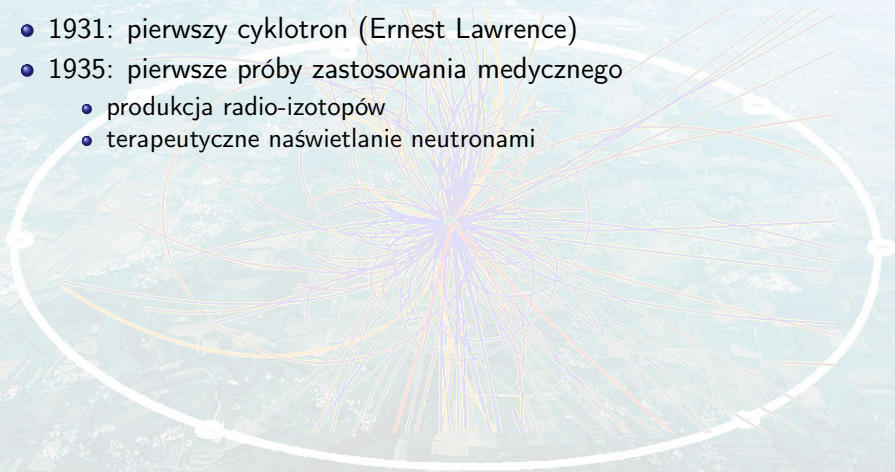 1931: pierwszy cyklotron (Ernest Lawrence)
1935: pierwsze próby zastosowania medycznego
produkcja radio-izotopów
terapeutyczne naświetlanie neutronami